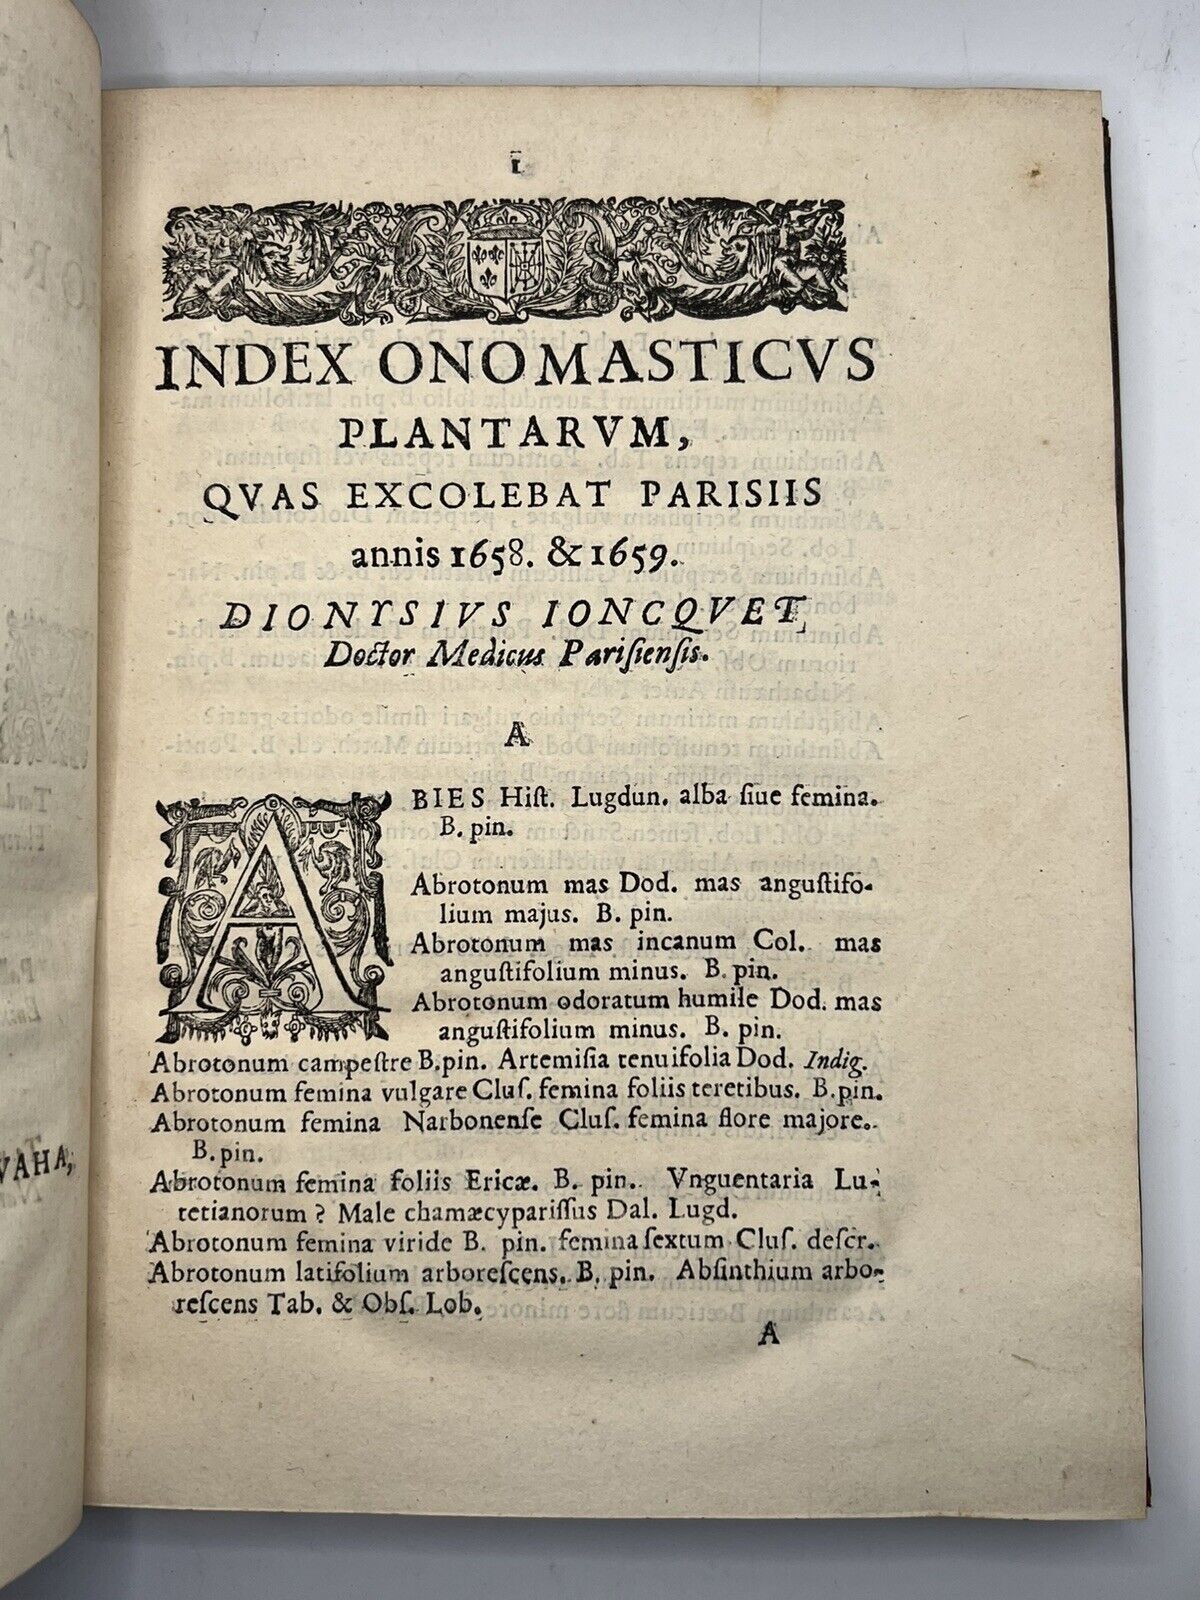 1
INDEX ONOMASTICVS
PLANTARVM,
QVAS EXCOLEBAT PARISIIS
annis 1658. & 1659.
DIONYSIVS IONCQVET,
Doctor Medicus Parisiensis.
A
ABIES Hist. Lugdun. alba siue femina.
B. pin.
Abrotonum mas Dod. mas angustifo-
lium majus. B. pin.
Abrotonum mas incanum Col. mas
angustifolium minus. B. pin.
Abrotonum odoratum humile Dod. mas
angustifolium minus. B. pin.
Abrotonum campestre B. pin. Artemisia tenuifolia Dod. Indig.
Abrotonum femina vulgare Clus. femina foliis teretibus. B. pin.
Abrotonum femina Narbonense Clus. femina flore majore.
B. pin.
Abrotonum femina foliis Ericæ. B. pin. Vnguentaria Lu-
tetianorum ? Male chamæcyparissus Dal. Lugd.
Abrotonum femina viride B. pin. femina sextum Clus. descr.
Abrotonum latifolium arborescens. B. pin. Absinthium arbo-
rescens Tab. & Obs. Lob.
A
VAHA,